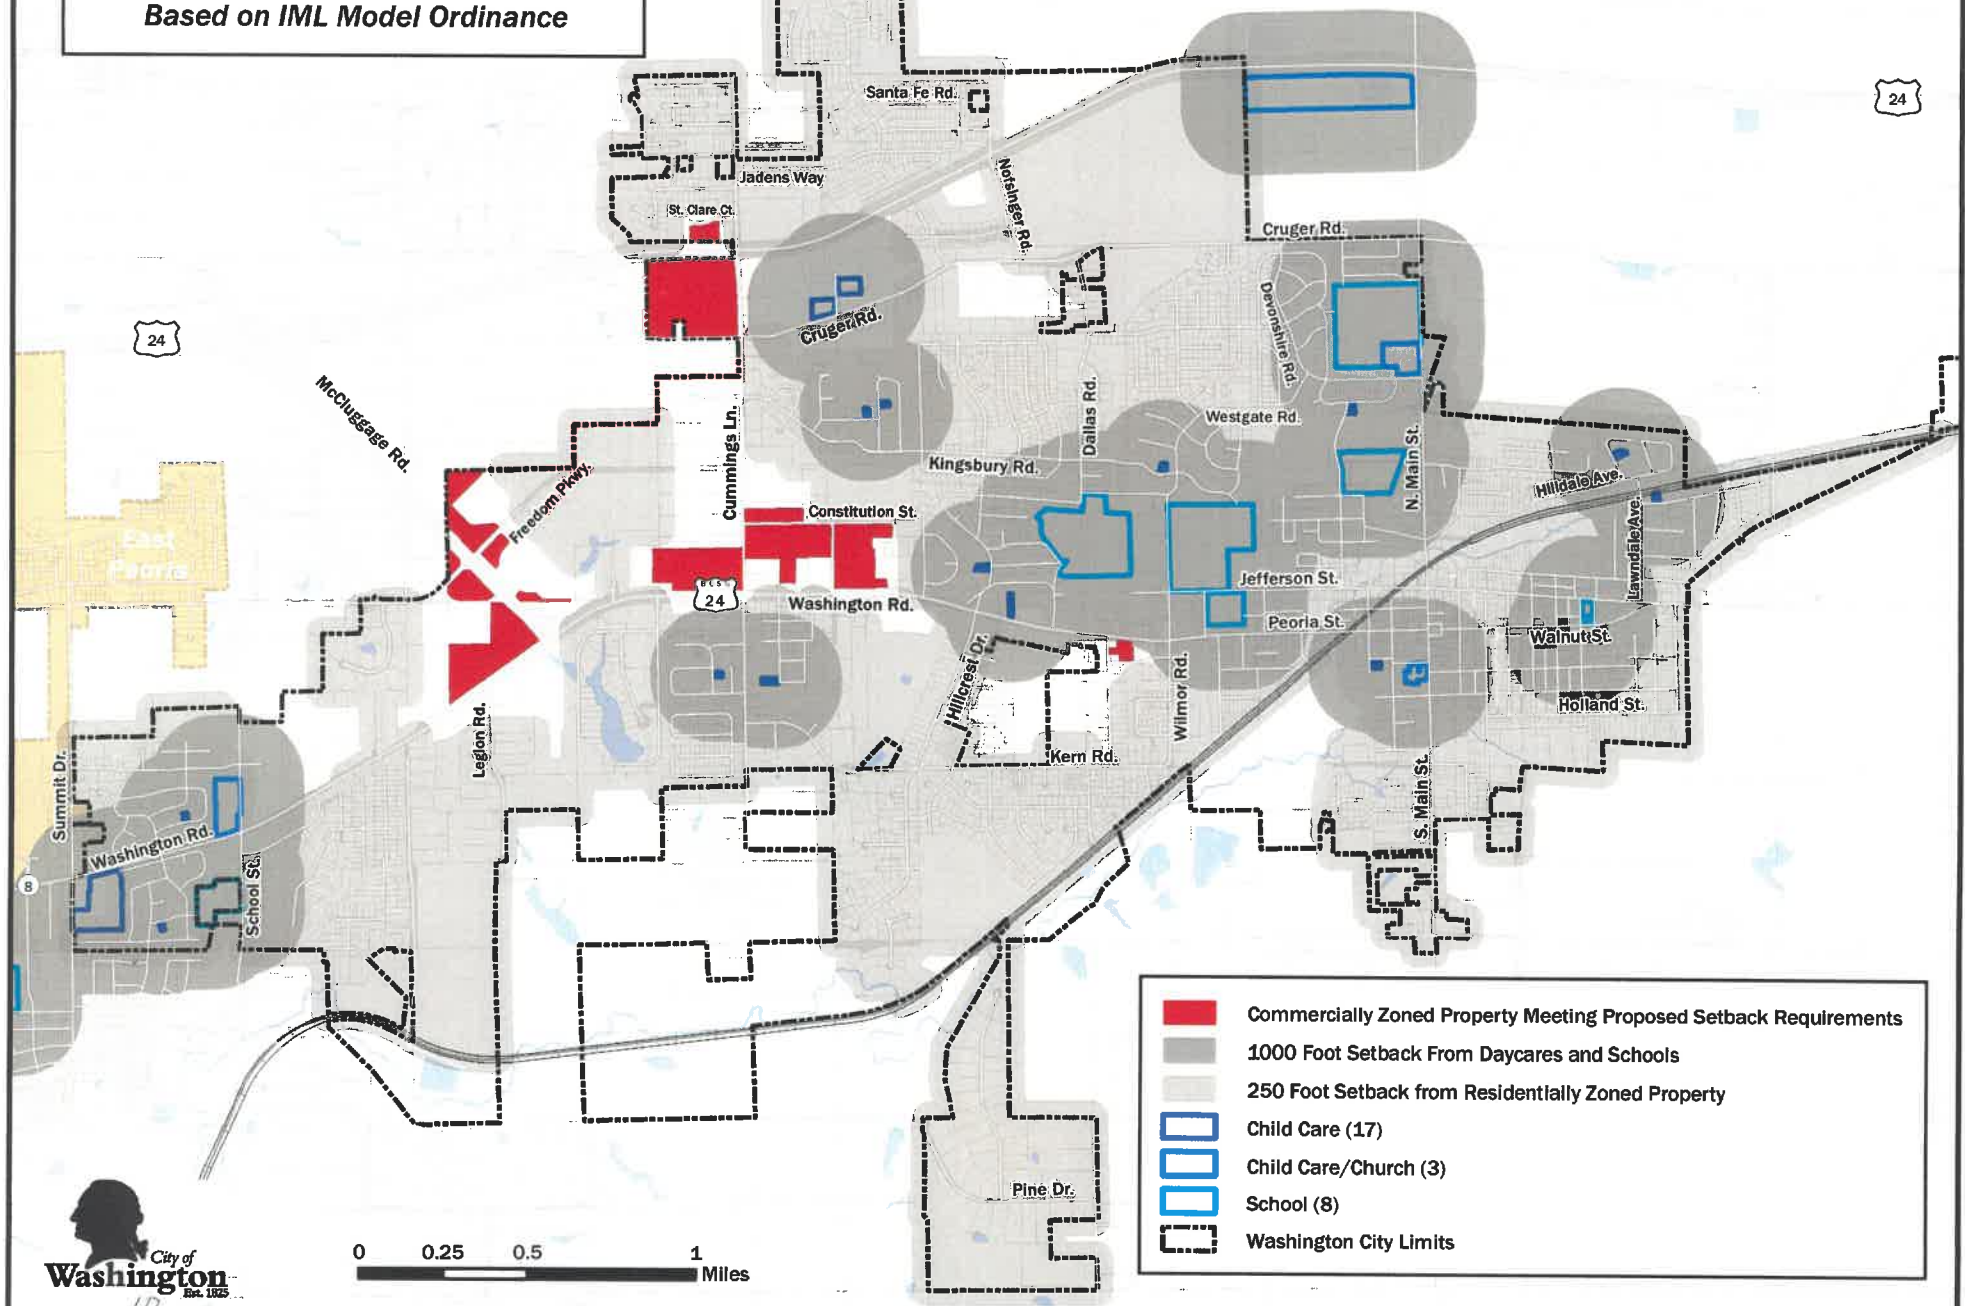 Based on IML Model Ordinance
Santa Fe Rd.
24
Jadens Way
Nofsinger Rd.
St. Clare Ct.
Cruger Rd.
Devonshire Rd.
Cruger Rd.
24
McCluggage Rd.
Dallas Rd.
Westgate Rd.
Cummings Ln.
Kingsbury Rd.
N. Main St.
Hilldale Ave.
Freedom Pkwy.
Constitution St.
Lawndale Ave.
East
Peoria
Jefferson St.
BUS
24
Washington Rd.
Peoria St.
Walnut St.
Hillcrest Dr.
Wilmor Rd.
Holland St.
Legion Rd.
Kern Rd.
Summit Dr.
S. Main St.
Washington Rd.
8
School St.
Commercially Zoned Property Meeting Proposed Setback Requirements
1000 Foot Setback From Daycares and Schools
250 Foot Setback from Residentially Zoned Property
Child Care (17)
Child Care/Church (3)
School (8)
Washington City Limits
Pine Dr.
City of
Washington
Est. 1825
0 0.25 0.5 1
Miles